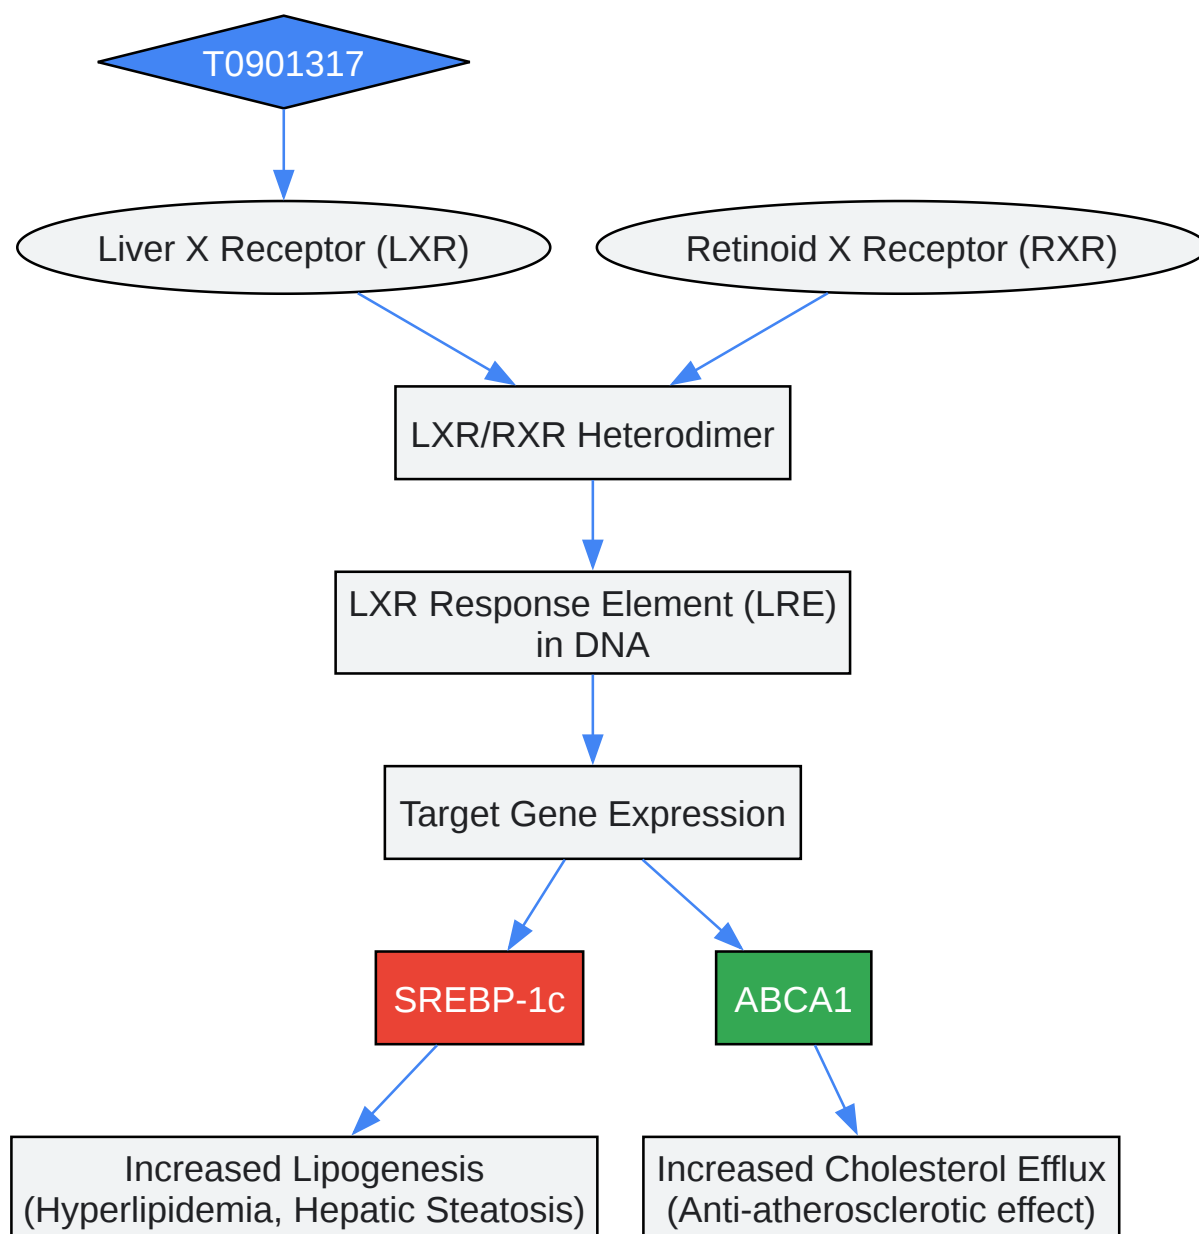 T0901317
Liver X Receptor (LXR)
Retinoid X Receptor (RXR)
LXR/RXR Heterodimer
LXR Response Element (LRE)
in DNA
Target Gene Expression
SREBP-1c
ABCA1
Increased Lipogenesis
(Hyperlipidemia, Hepatic Steatosis)
Increased Cholesterol Efflux
(Anti-atherosclerotic effect)